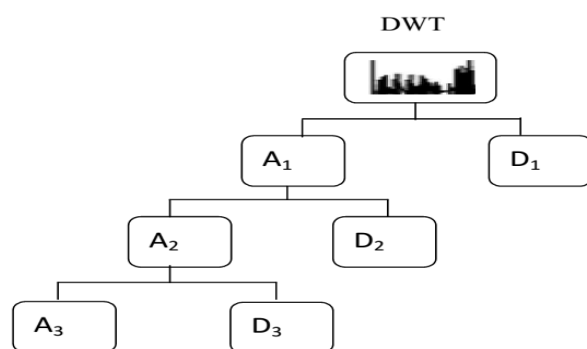 DWT
A₁ D₁
A₂ D₂
A₃ D₃